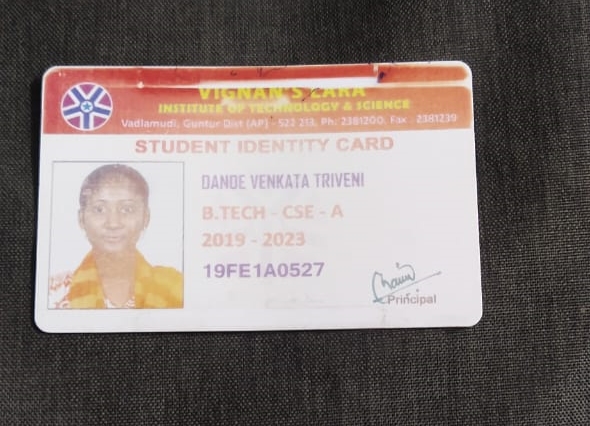 VIGNAN'S LARA
INSTITUTE OF TECHNOLOGY & SCIENCE
Vadlamudi, Guntur Dist (AP) - 522 213, Ph: 2381200, Fax : 2381239
STUDENT IDENTITY CARD
DANDE VENKATA TRIVENI
B.TECH - CSE - A
2019 - 2023
19FE1A0527
Principal